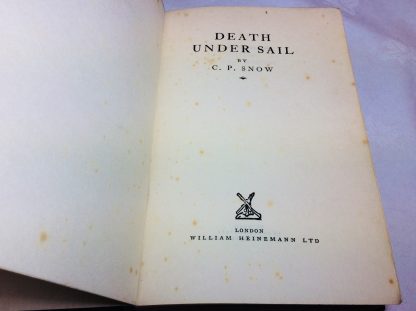 DEATH
UNDER SAIL
BY
C. P. SNOW
LONDON
WILLIAM HEINEMANN LTD